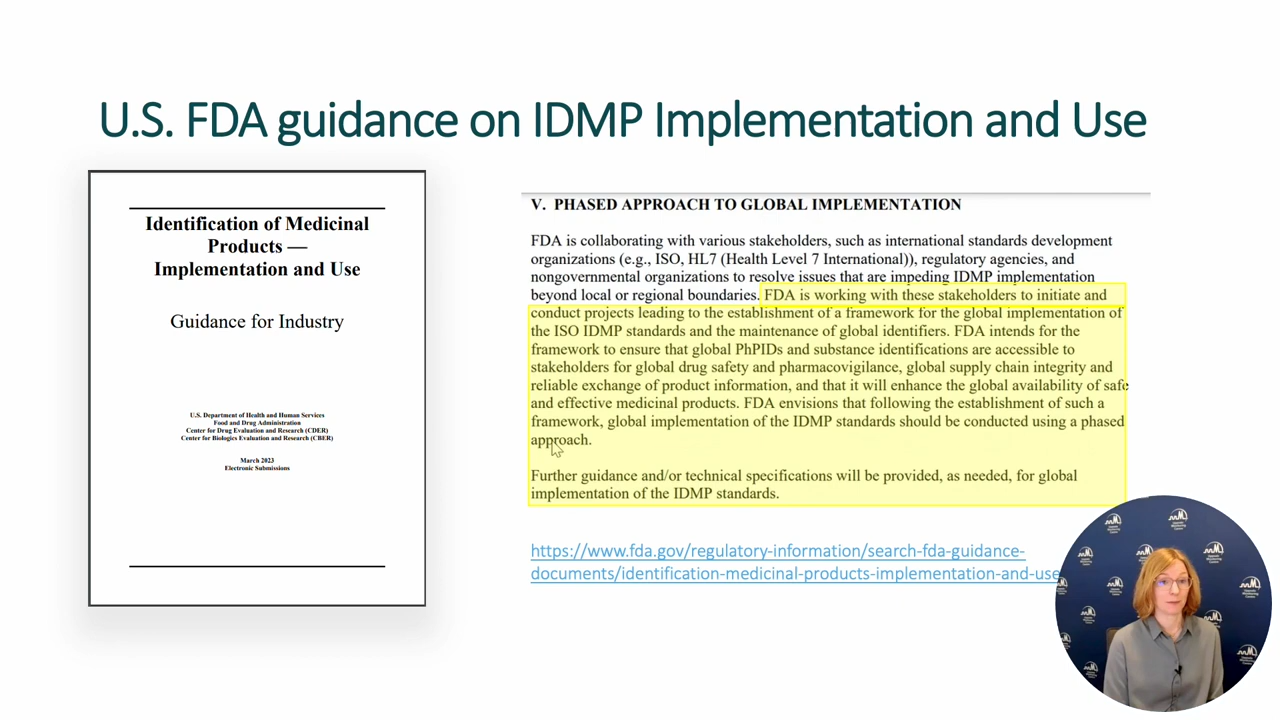 U.S. FDA guidance on IDMP Implementation and Use
Identification of Medicinal
Products —
Implementation and Use
Guidance for Industry
U.S. Department of Health and Human Services
Food and Drug Administration
Center for Drug Evaluation and Research (CDER)
Center for Biologics Evaluation and Research (CBER)
March 2023
Electronic Submissions
V. PHASED APPROACH TO GLOBAL IMPLEMENTATION
FDA is collaborating with various stakeholders, such as international standards development
organizations (e.g., ISO, HL7 (Health Level 7 International)), regulatory agencies, and
nongovernmental organizations to resolve issues that are impeding IDMP implementation
beyond local or regional boundaries. FDA is working with these stakeholders to initiate and
conduct projects leading to the establishment of a framework for the global implementation of
the ISO IDMP standards and the maintenance of global identifiers. FDA intends for the
framework to ensure that global PhPIDs and substance identifications are accessible to
stakeholders for global drug safety and pharmacovigilance, global supply chain integrity and
reliable exchange of product information, and that it will enhance the global availability of safe
and effective medicinal products. FDA envisions that following the establishment of such a
framework, global implementation of the IDMP standards should be conducted using a phased
approach.
Further guidance and/or technical specifications will be provided, as needed, for global
implementation of the IDMP standards.
https://www.fda.gov/regulatory-information/search-fda-guidance-
documents/identification-medicinal-products-implementation-and-use